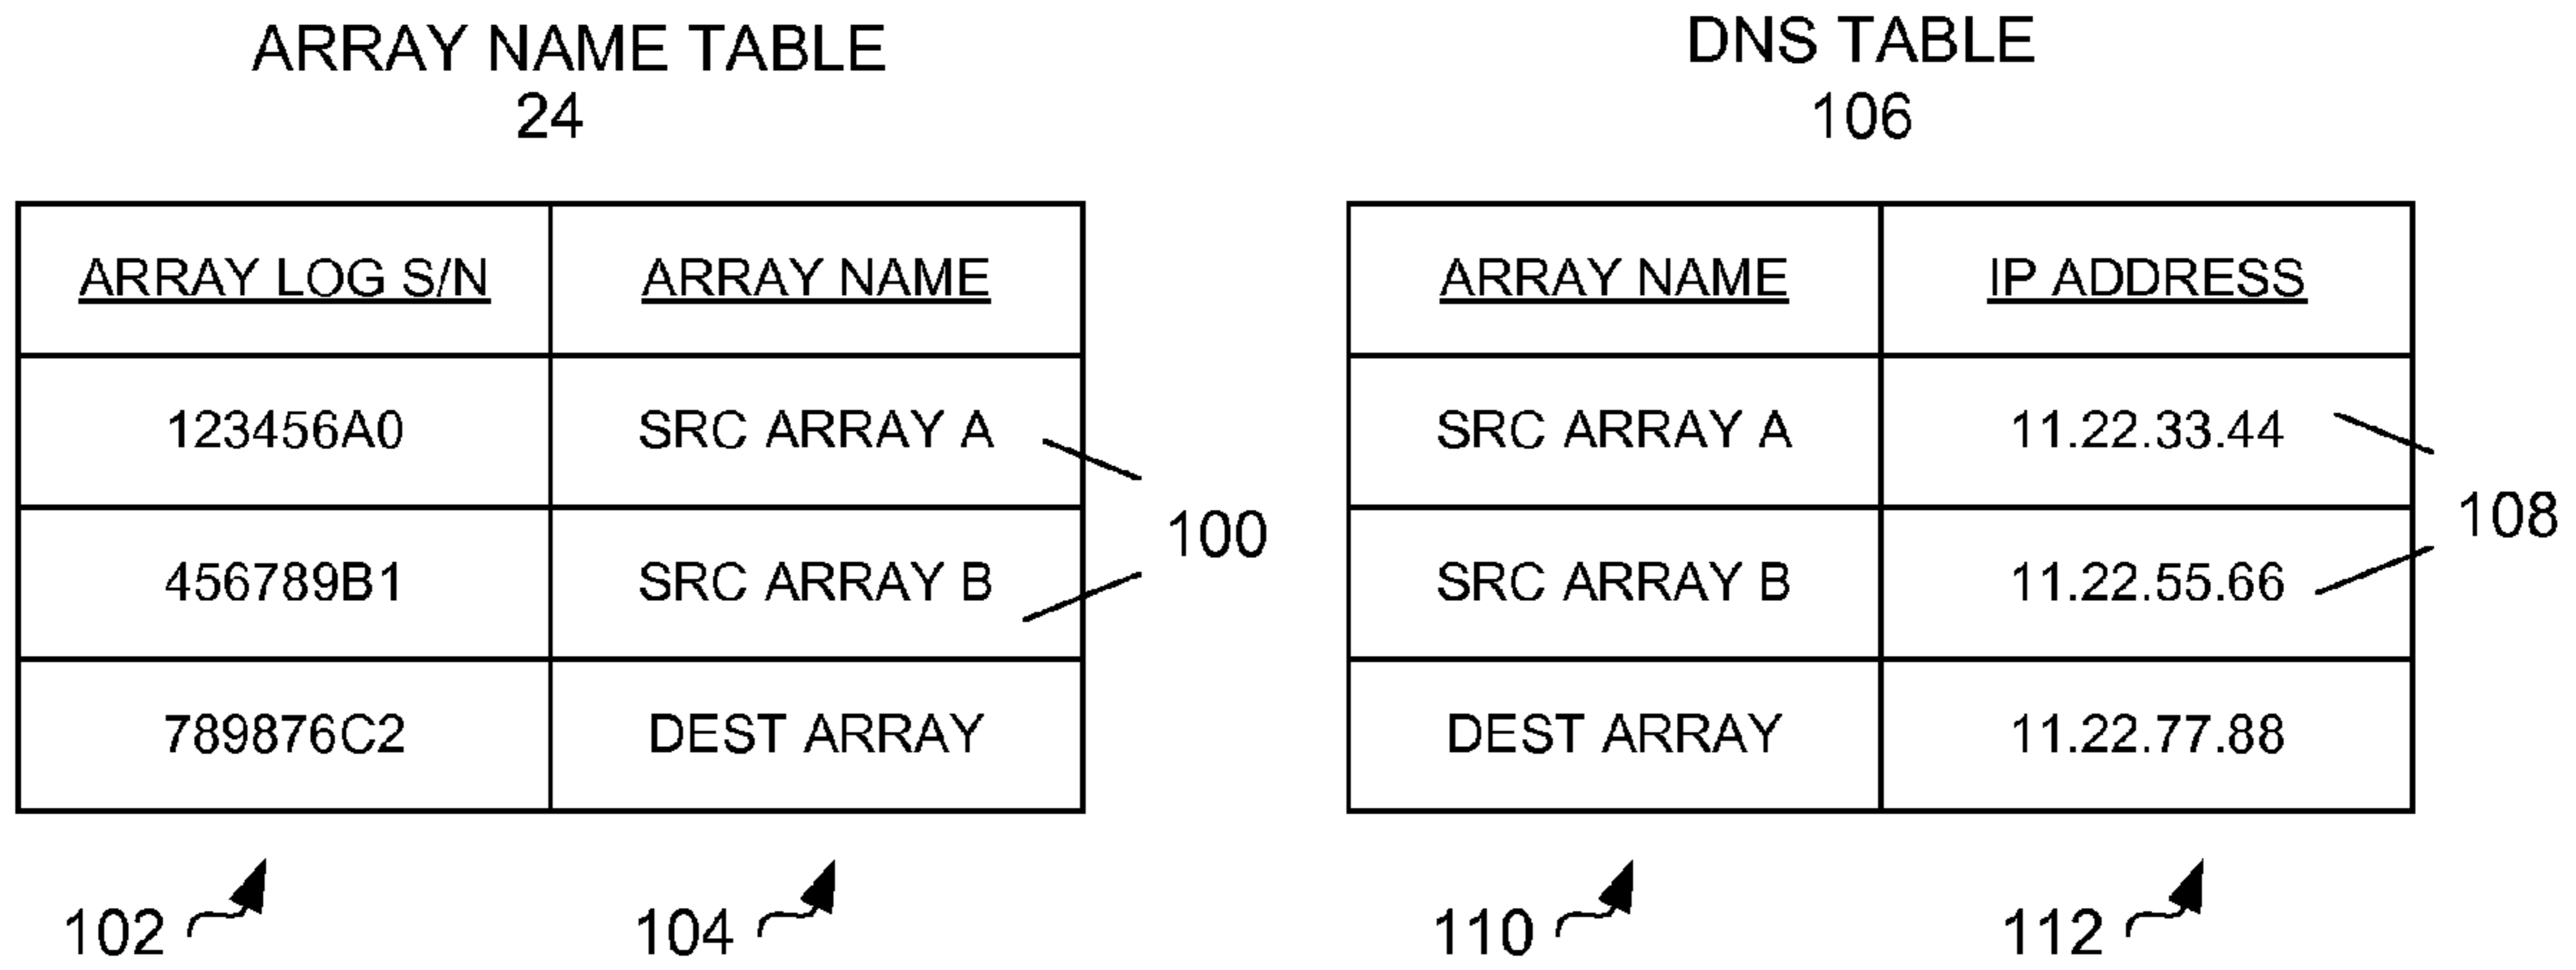 ARRAY NAME TABLE
24
ARRAY LOG S/N ARRAY NAME
123456A0 SRC ARRAY A
456789B1 SRC ARRAY B
789876C2 DEST ARRAY
100
102 104
DNS TABLE
106
ARRAY NAME IP ADDRESS
SRC ARRAY A 11.22.33.44
SRC ARRAY B 11.22.55.66
DEST ARRAY 11.22.77.88
108
110 112